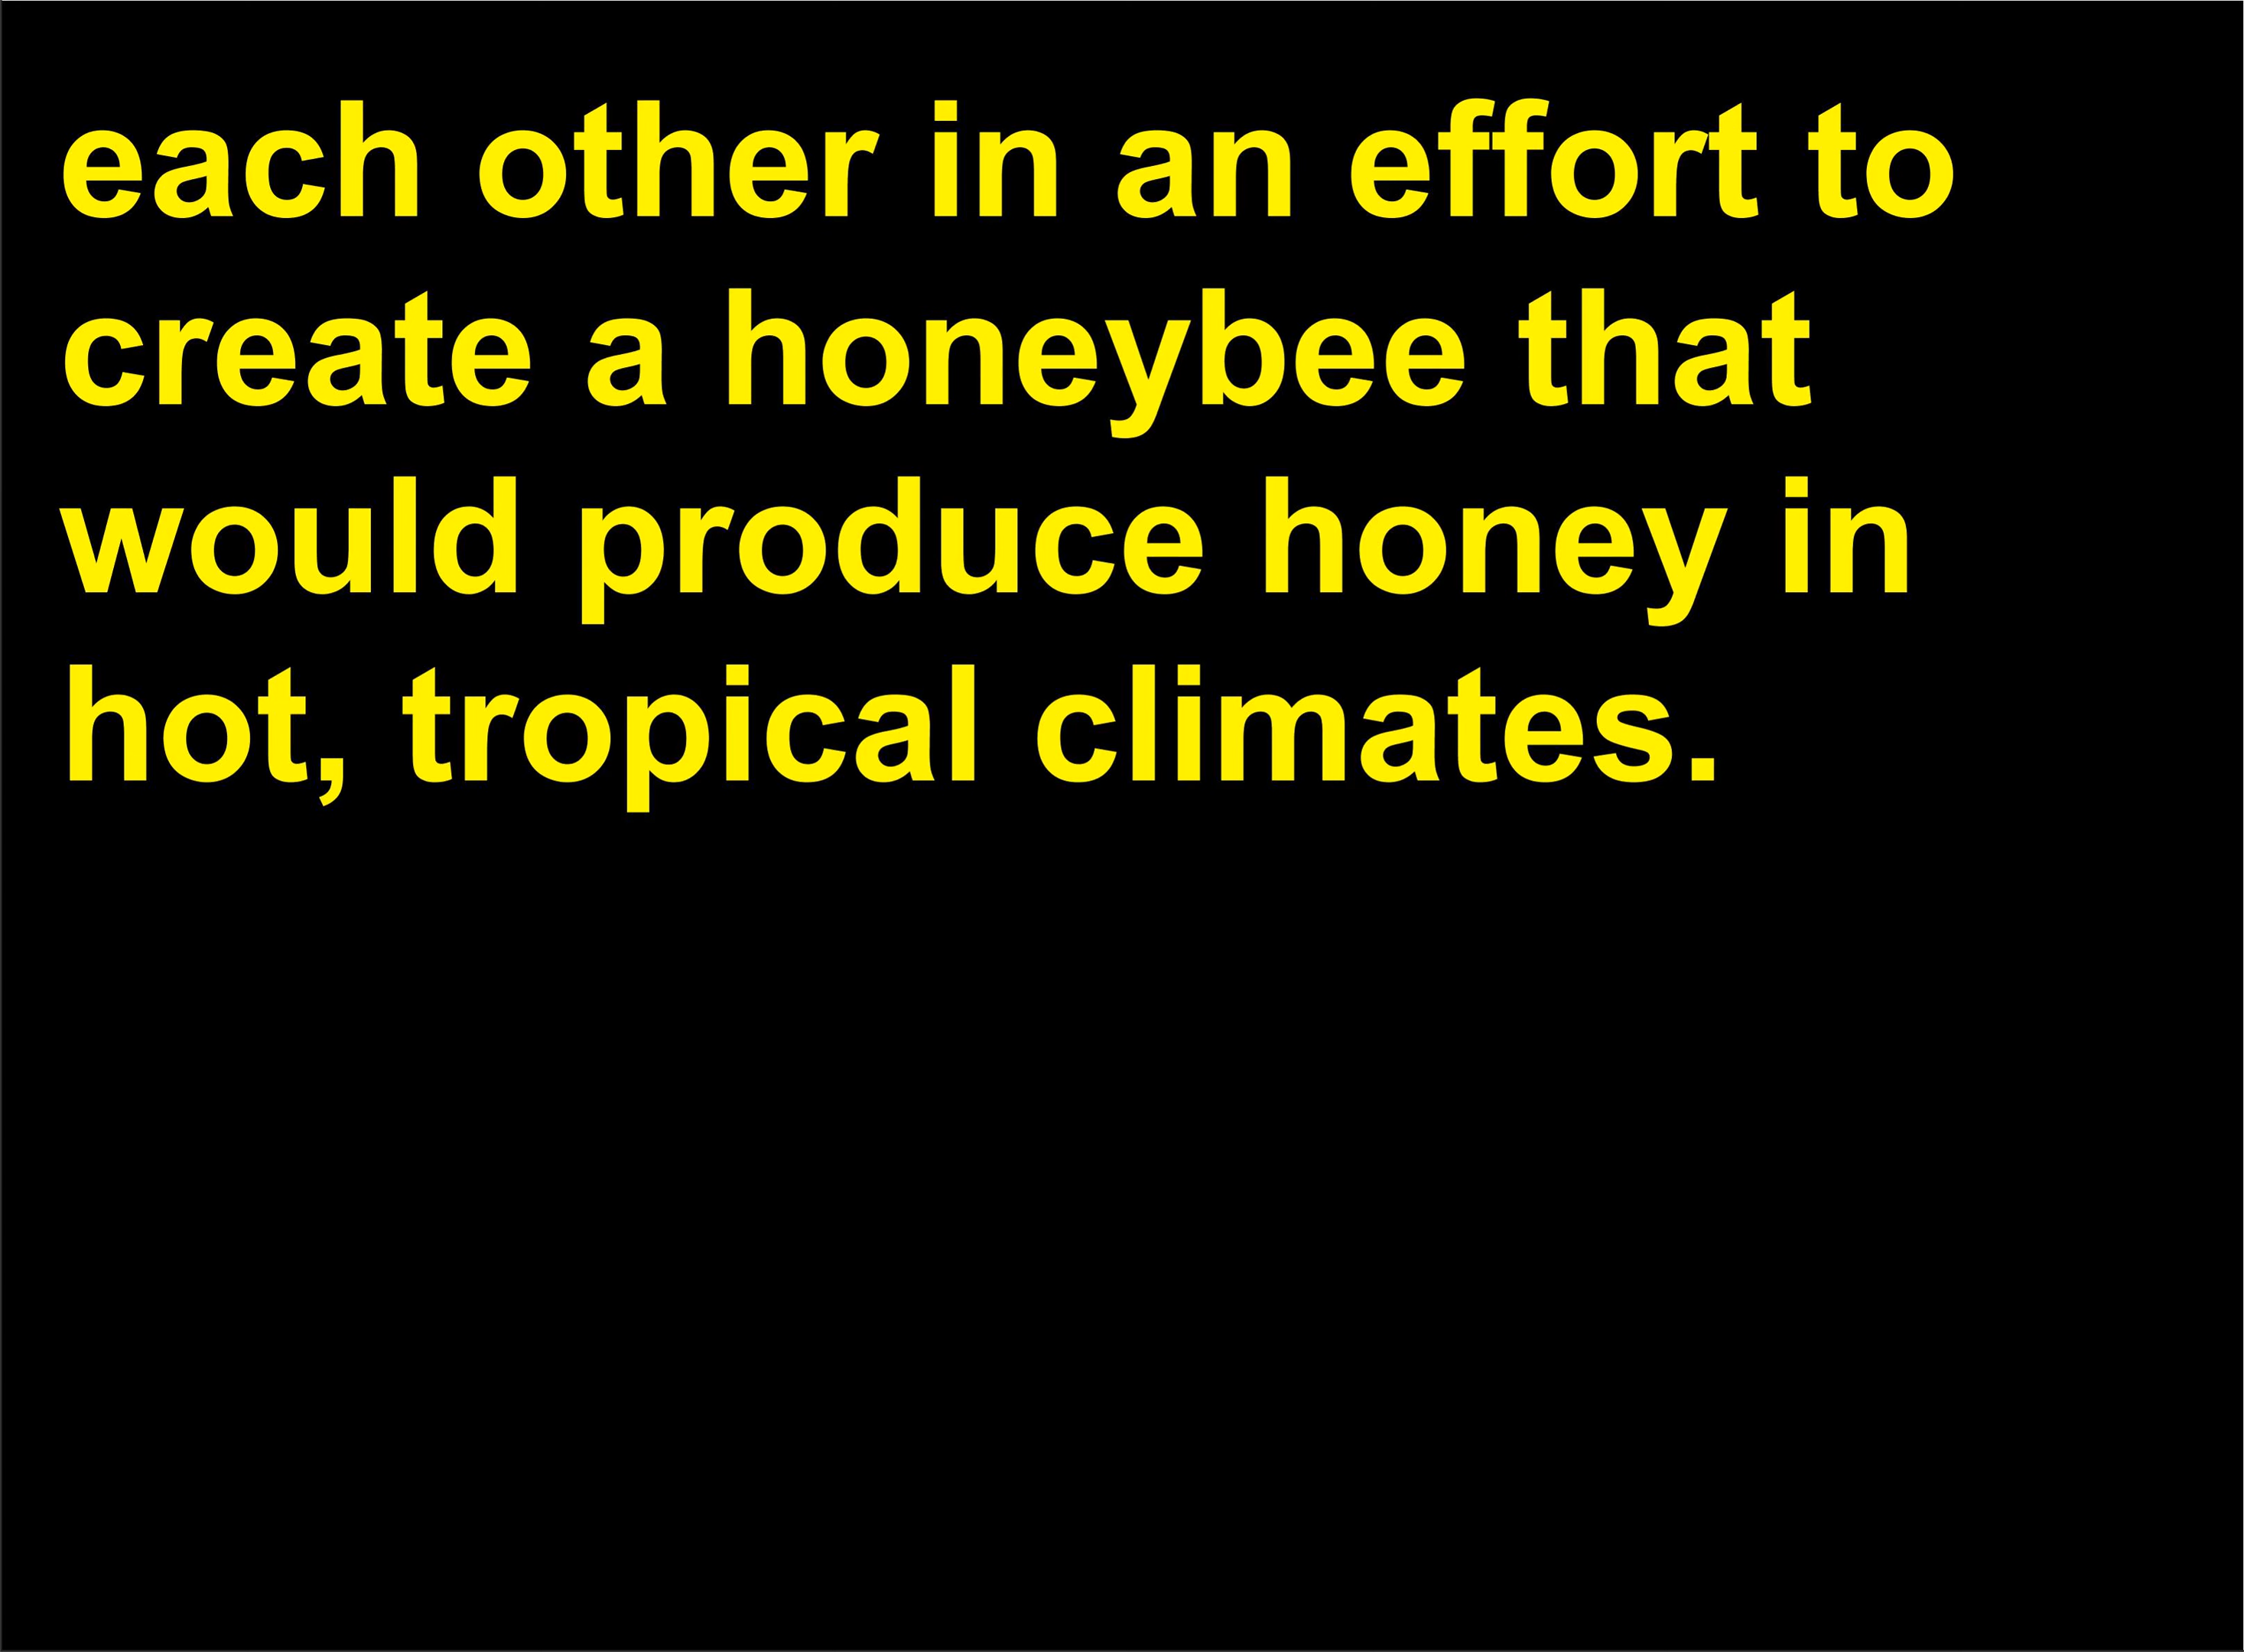 each other in an effort to
create a honeybee that
would produce honey in
hot, tropical climates.